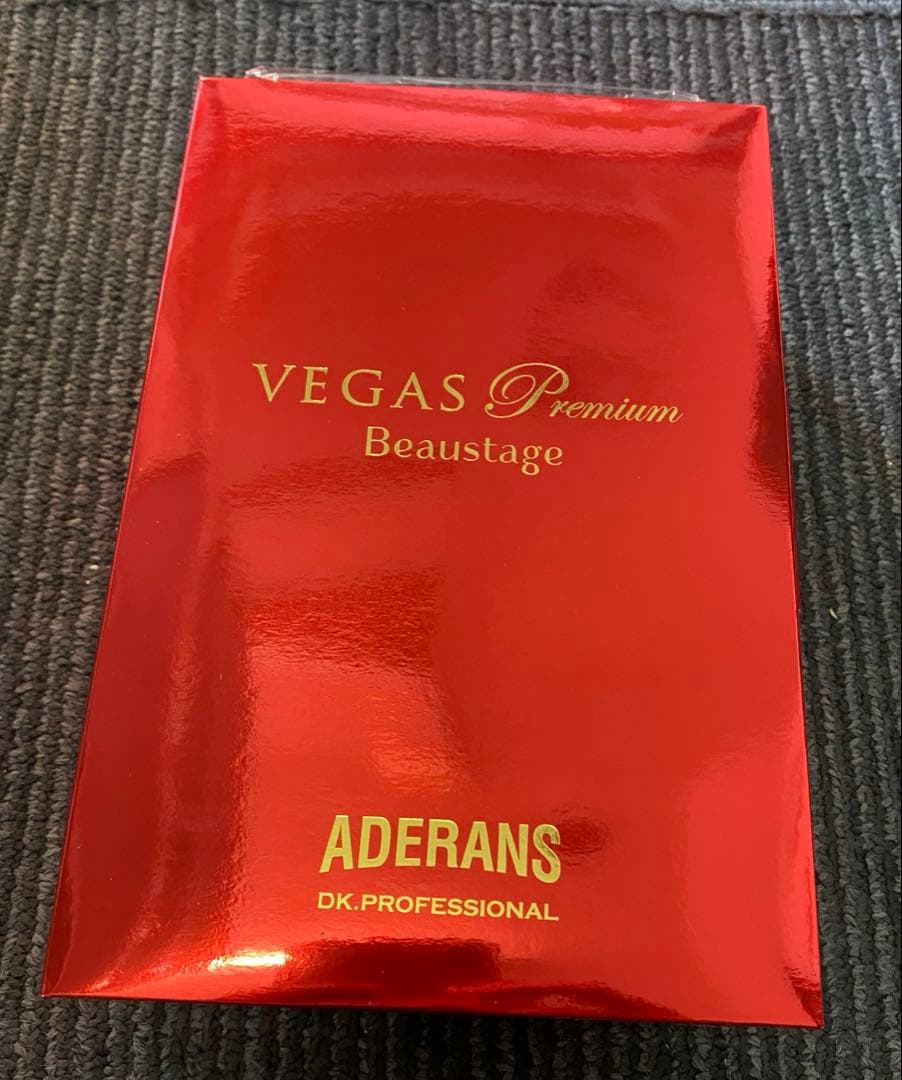 VEGAS Premium
Beaustage
ADERANS
DK.PROFESSIONAL